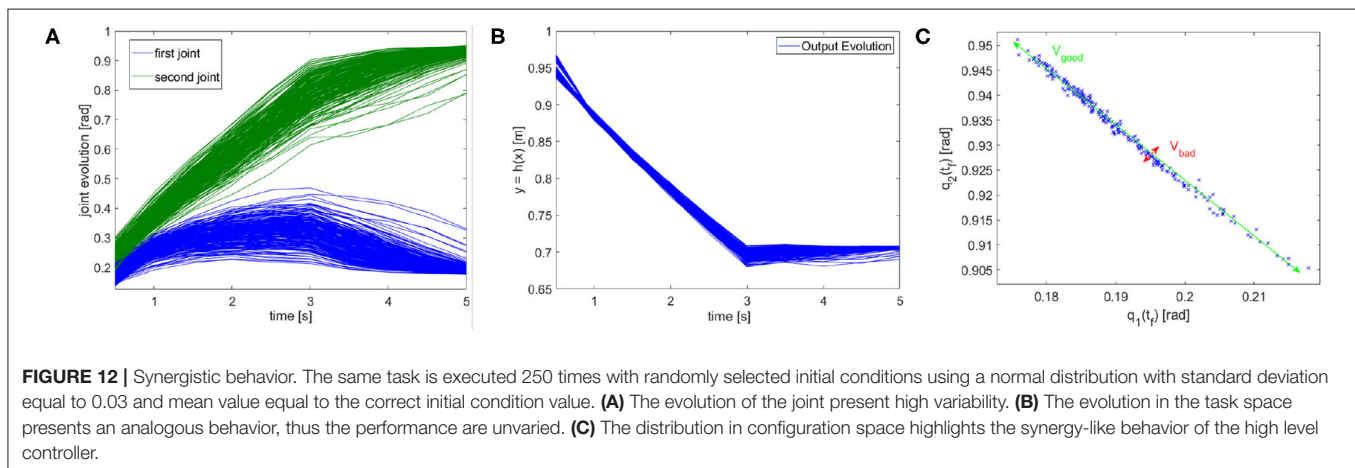 A
first joint
second joint
1
0.9
0.8
0.7
0.6
0.5
0.4
0.3
0.2
joint evolution [rad]
1
2
3
4
5
time [s]
B
Output Evolution
1
0.95
0.9
0.85
0.8
0.75
0.7
0.65
y = h(x) [m]
1
2
3
4
5
time [s]
C
V_good
V_bad
0.95
0.945
0.94
0.935
0.93
0.925
0.92
0.915
0.91
0.905
q_2(t_f) [rad]
0.18
0.19
0.2
0.21
q_1(t_f) [rad]
FIGURE 12 | Synergistic behavior. The same task is executed 250 times with randomly selected initial conditions using a normal distribution with standard deviation
equal to 0.03 and mean value equal to the correct initial condition value. (A) The evolution of the joint present high variability. (B) The evolution in the task space
presents an analogous behavior, thus the performance are unvaried. (C) The distribution in configuration space highlights the synergy-like behavior of the high level
controller.